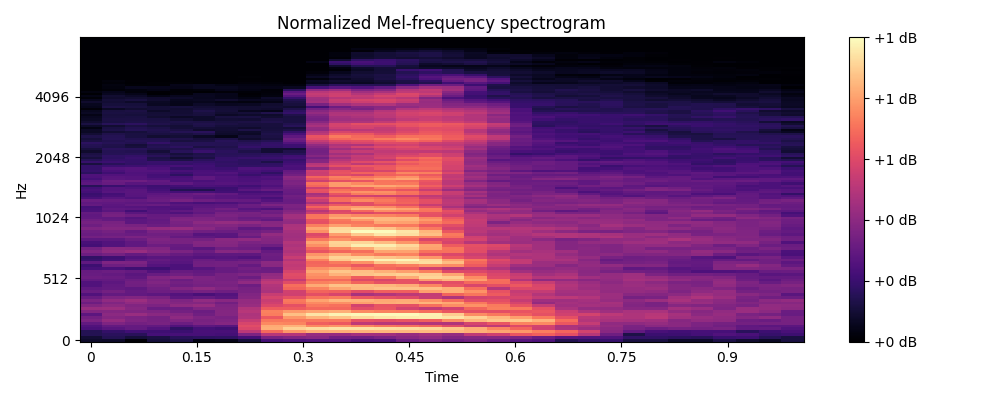 Normalized Mel-frequency spectrogram
Hz
4096
2048
1024
512
0
0 0.15 0.3 0.45 0.6 0.75 0.9
Time
+1 dB
+1 dB
+1 dB
+0 dB
+0 dB
+0 dB